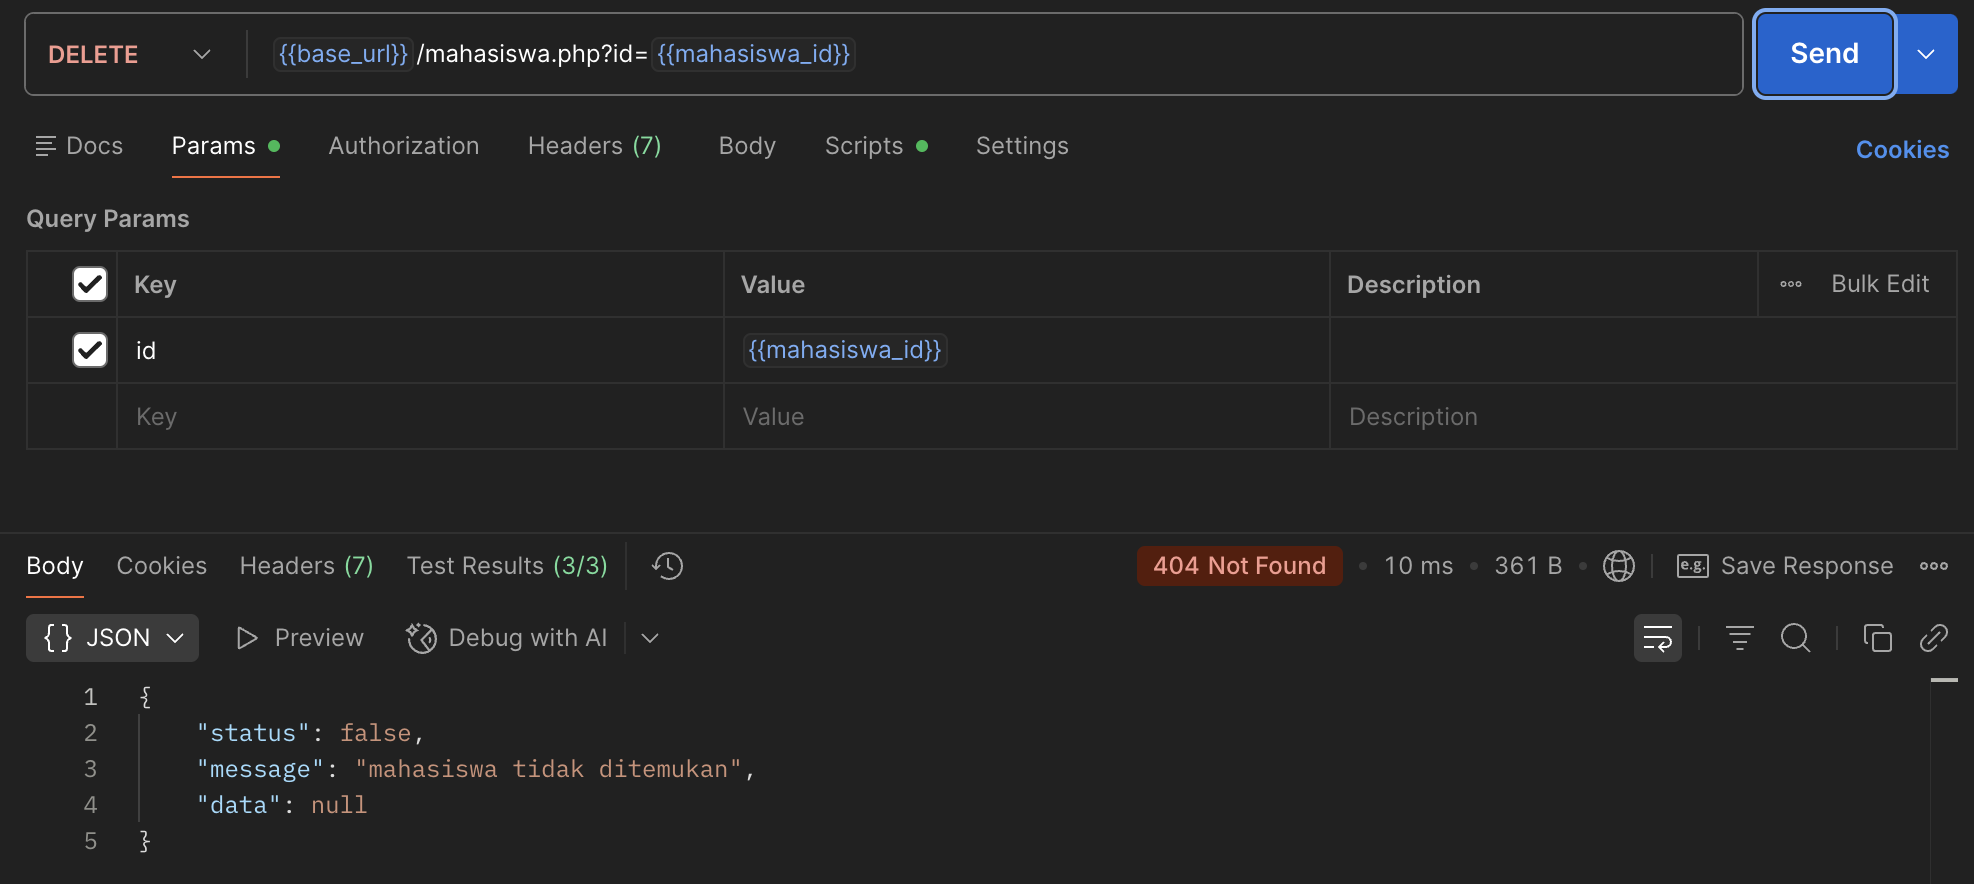 DELETE {{base_url}}/mahasiswa.php?id={{mahasiswa_id}} Send
Docs Params Authorization Headers (7) Body Scripts Settings Cookies
Query Params
Key Value Description Bulk Edit
id {{mahasiswa_id}}
Key Value Description
Body Cookies Headers (7) Test Results (3/3) 404 Not Found • 10 ms • 361 B • e.g. Save Response
{} JSON Preview Debug with AI
1 {
2 "status": false,
3 "message": "mahasiswa tidak ditemukan",
4 "data": null
5 }